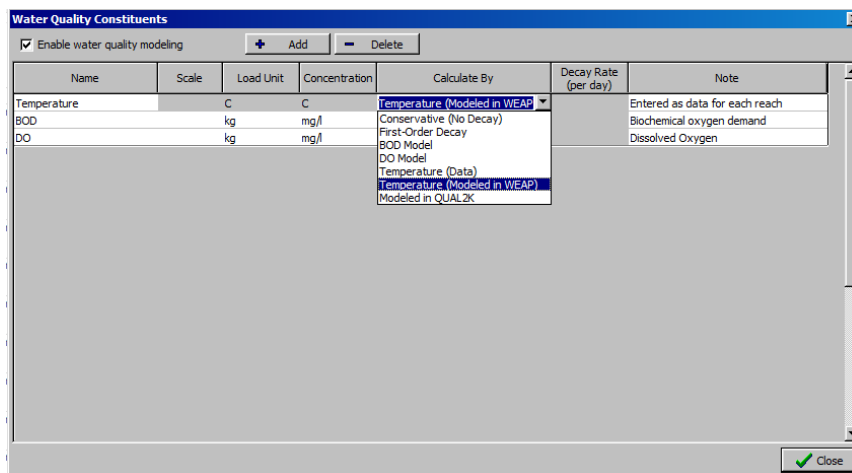 Water Quality Constituents
Enable water quality modeling
+ Add
− Delete
Name Scale Load Unit Concentration Calculate By Decay Rate (per day) Note
Temperature C C Temperature (Modeled in WEAP Entered as data for each reach
BOD kg mg/l Biochemical oxygen demand
DO kg mg/l Dissolved Oxygen
Conservative (No Decay)
First-Order Decay
BOD Model
DO Model
Temperature (Data)
Temperature (Modeled in WEAP)
Modeled in QUAL2K
Close